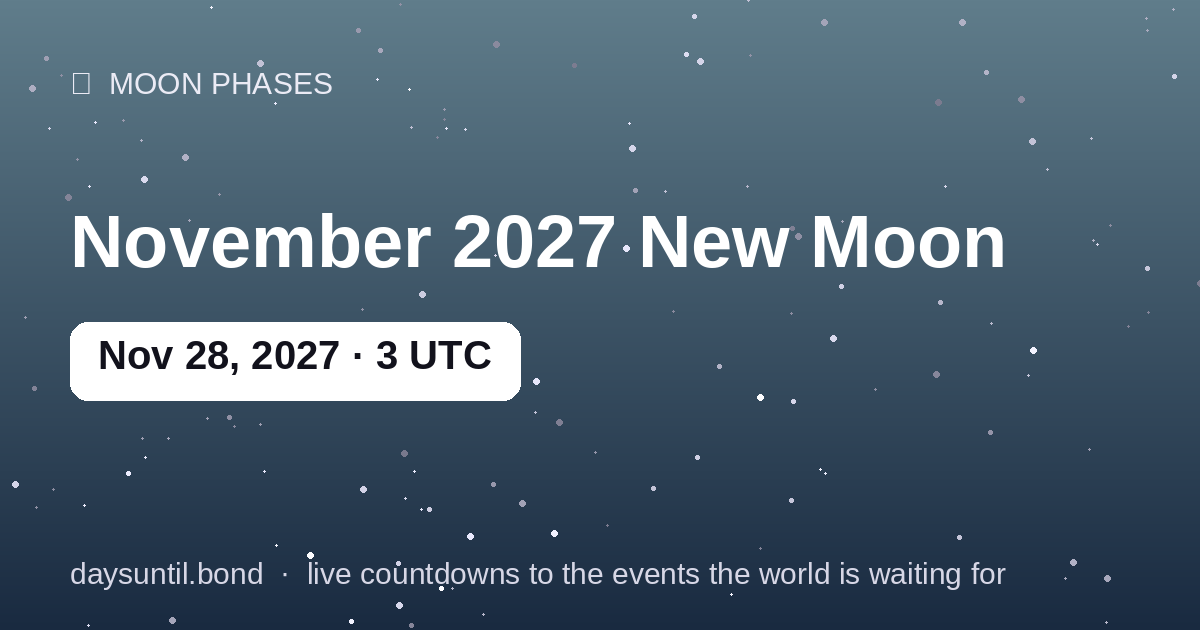 MOON PHASES
November 2027 New Moon
Nov 28, 2027 · 3 UTC
daysuntil.bond · live countdowns to the events the world is waiting for